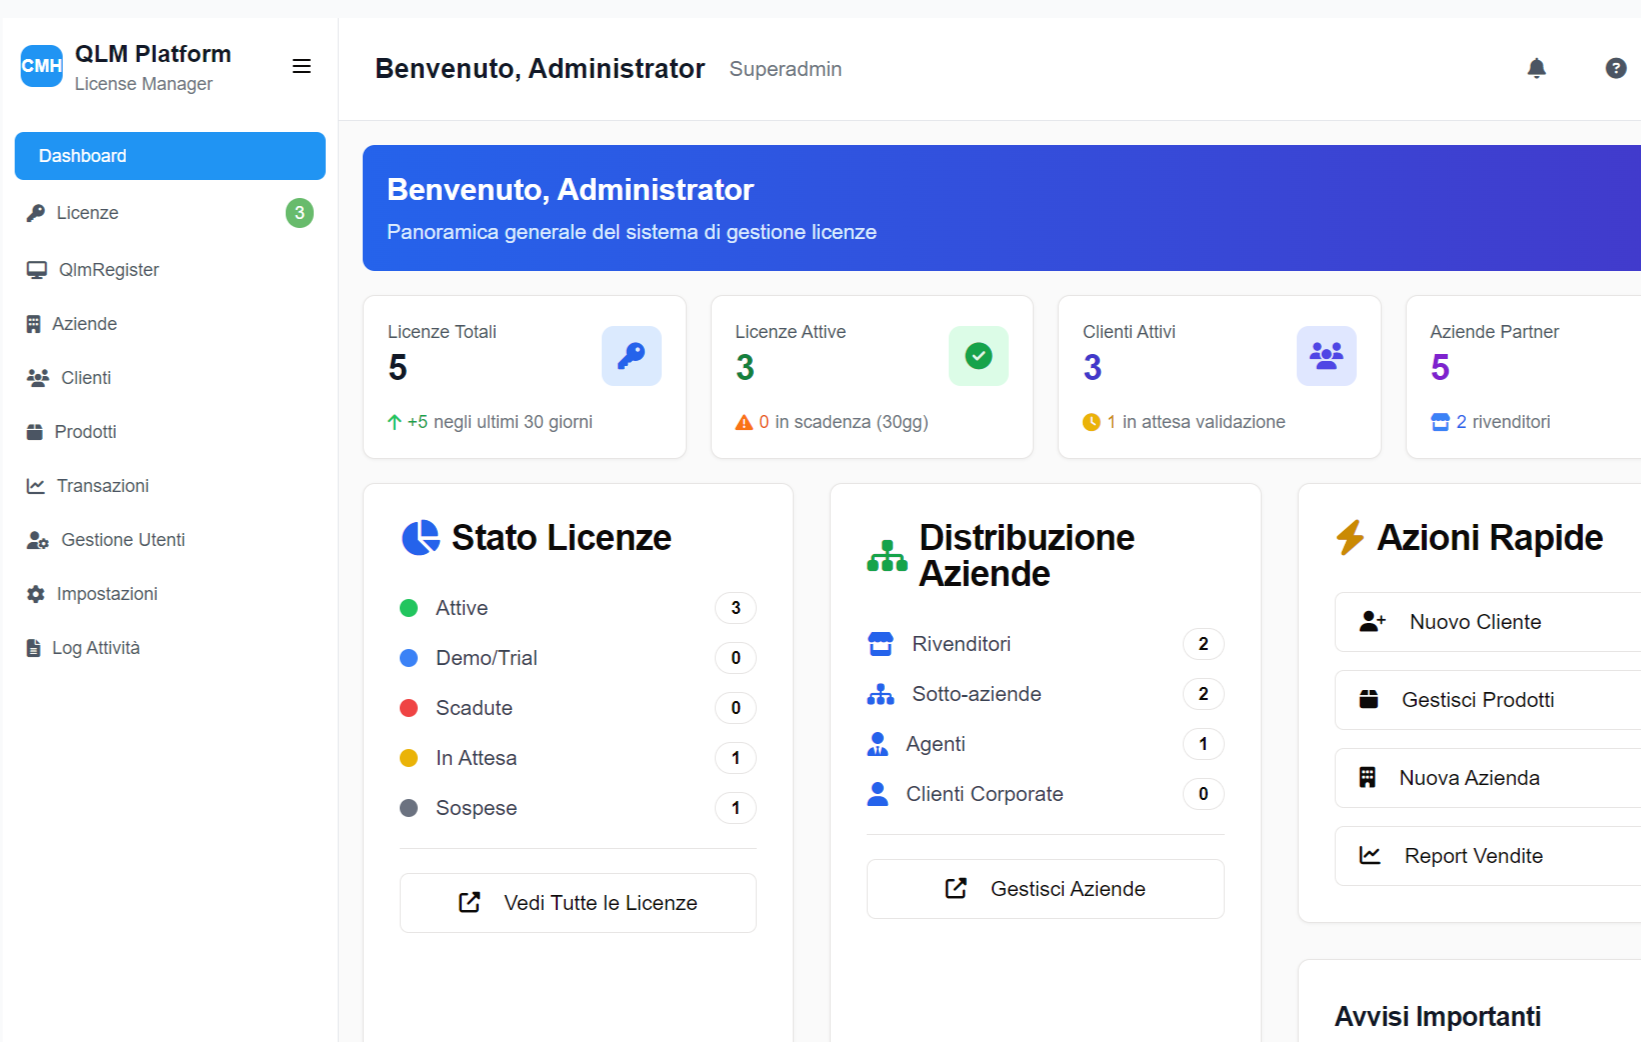 CMH
QLM Platform
License Manager
Dashboard
Licenze
3
QlmRegister
Aziende
Clienti
Prodotti
Transazioni
Gestione Utenti
Impostazioni
Log Attività
Benvenuto, Administrator
Superadmin
Benvenuto, Administrator
Panoramica generale del sistema di gestione licenze
Licenze Totali
5
+5 negli ultimi 30 giorni
Licenze Attive
3
0 in scadenza (30gg)
Clienti Attivi
3
1 in attesa validazione
Aziende Partner
5
2 rivenditori
Stato Licenze
Attive
3
Demo/Trial
0
Scadute
0
In Attesa
1
Sospese
1
Vedi Tutte le Licenze
Distribuzione
Aziende
Rivenditori
2
Sotto-aziende
2
Agenti
1
Clienti Corporate
0
Gestisci Aziende
Azioni Rapide
Nuovo Cliente
Gestisci Prodotti
Nuova Azienda
Report Vendite
Avvisi Importanti